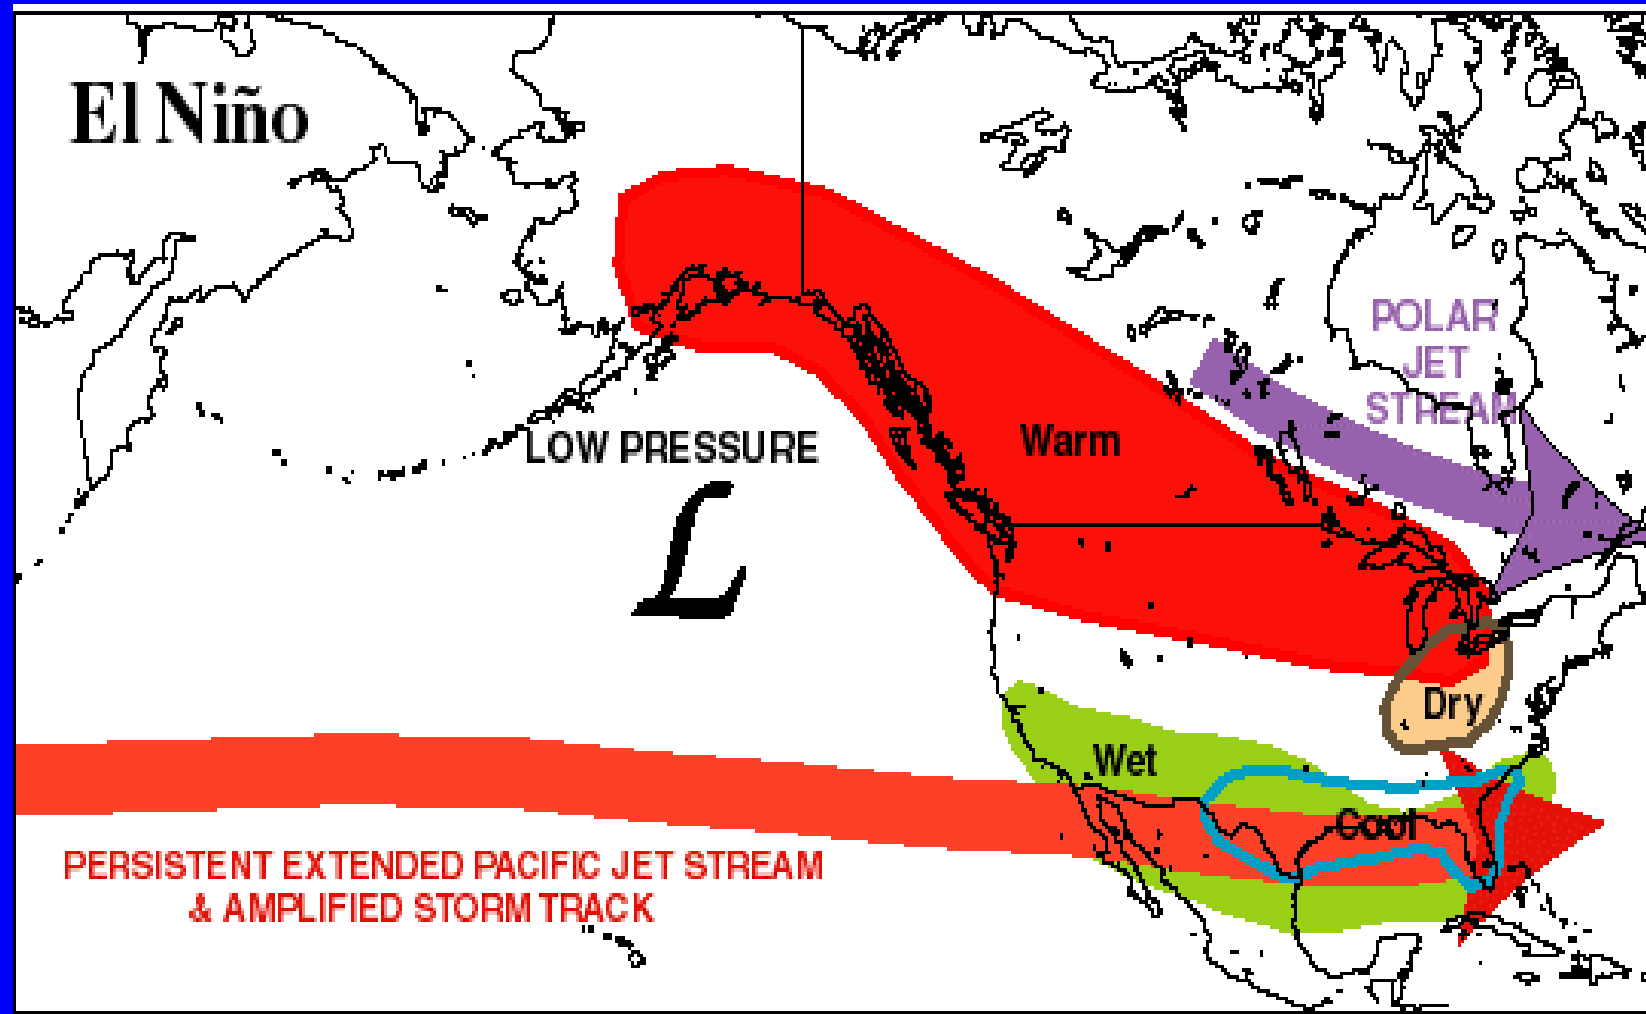 El Niño
POLAR
JET
STREAM
LOW PRESSURE
L
Warm
Dry
Wet
Cool
PERSISTENT EXTENDED PACIFIC JET STREAM
& AMPLIFIED STORM TRACK